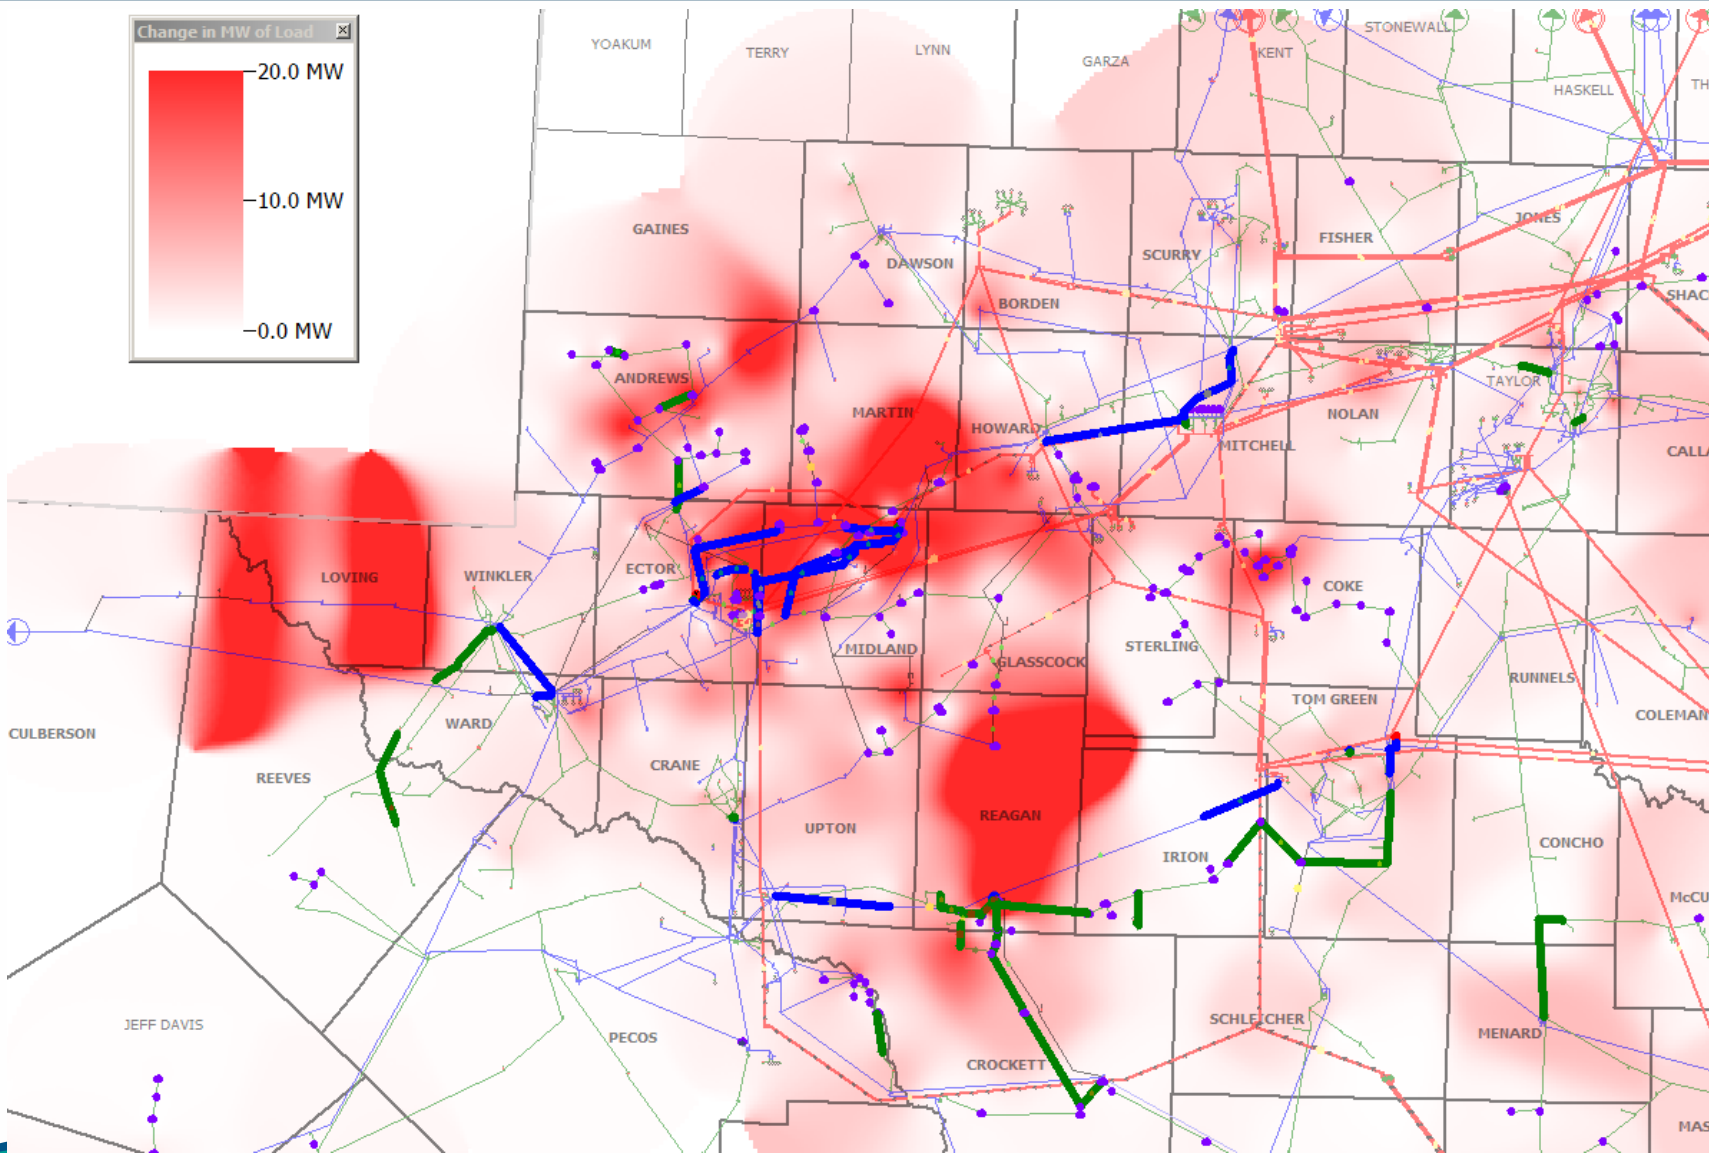 Change in MW of Load
20.0 MW
10.0 MW
0.0 MW
YOAKUM
TERRY
LYNN
GARZA
KENT
STONEWALL
HASKELL
TH
GAINES
DAWSON
BORDEN
SCURRY
FISHER
JONES
SHAC
ANDREWS
MARTIN
HOWARD
MITCHELL
NOLAN
TAYLOR
CALLA
LOVING
WINKLER
ECTOR
MIDLAND
GLASSCOCK
STERLING
COKE
RUNNELS
COLEMAN
CULBERSON
REEVES
WARD
CRANE
UPTON
REAGAN
IRION
TOM GREEN
CONCHO
McCU
JEFF DAVIS
PECOS
CROCKETT
SCHLEICHER
MENARD
MAS